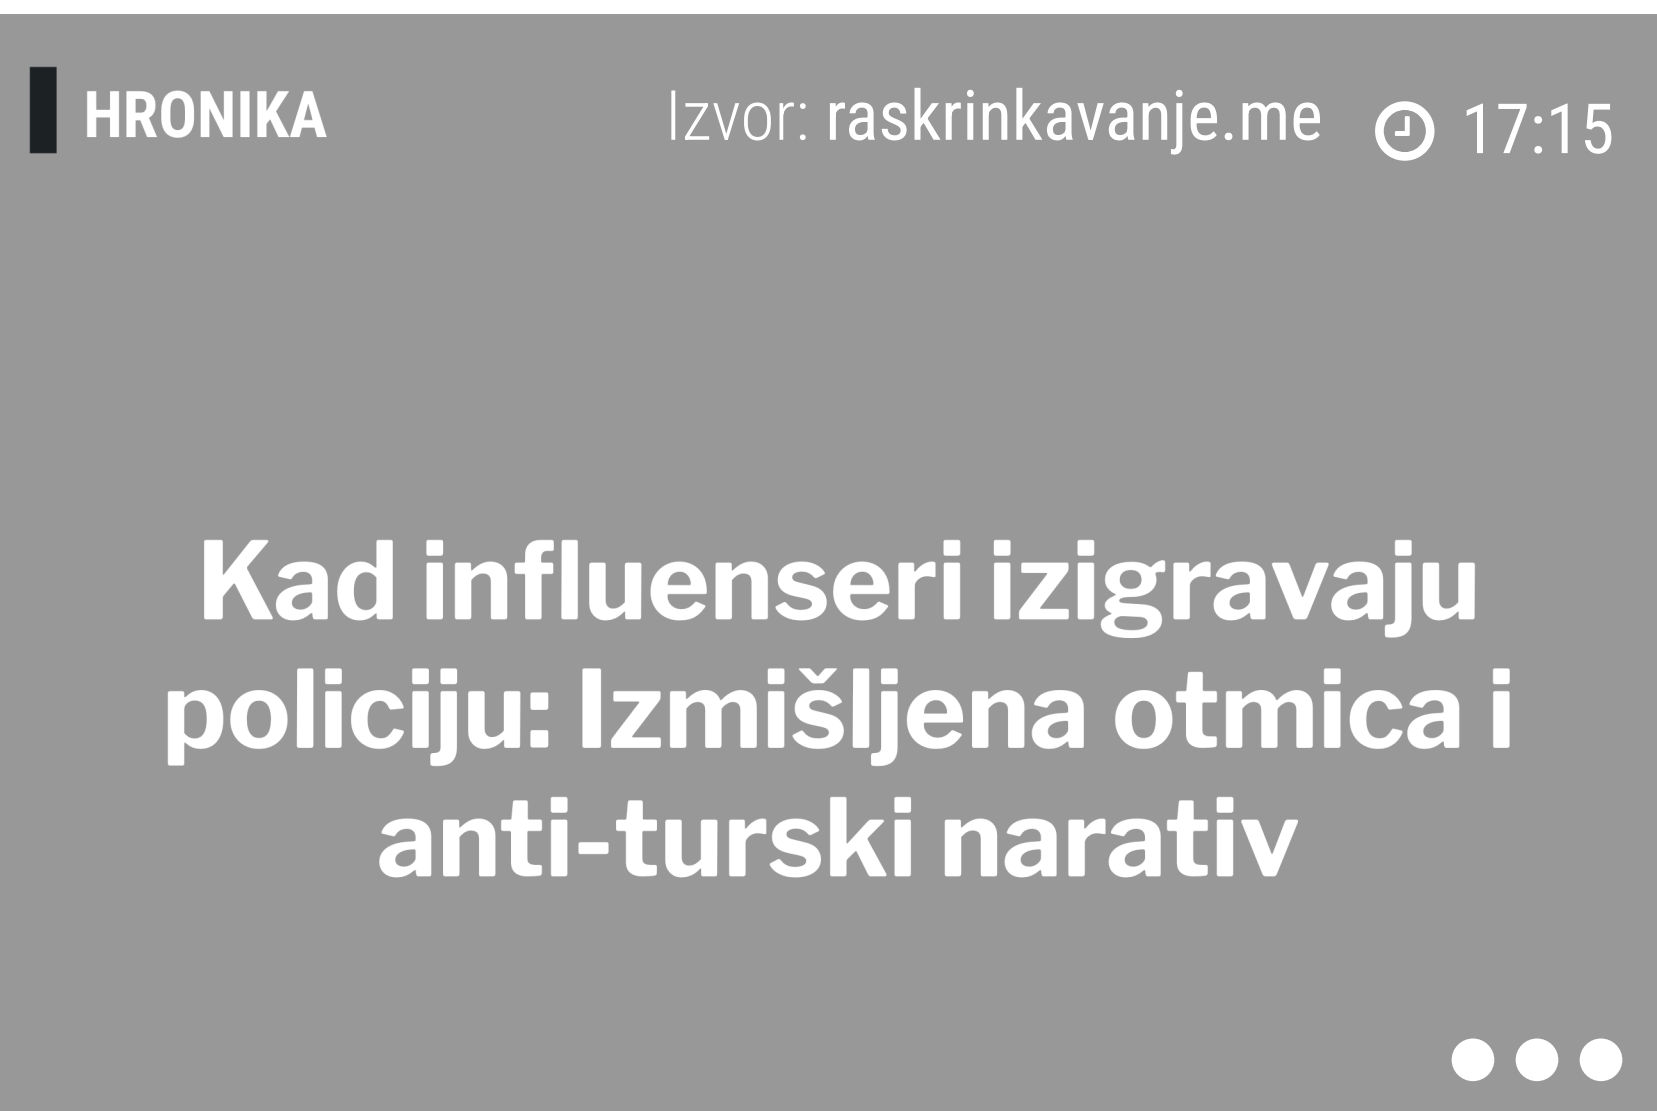 HRONIKA
Izvor: raskrinkavanje.me 17:15
Kad influenseri izigravaju
policiju: Izmišljena otmica i
anti-turski narativ